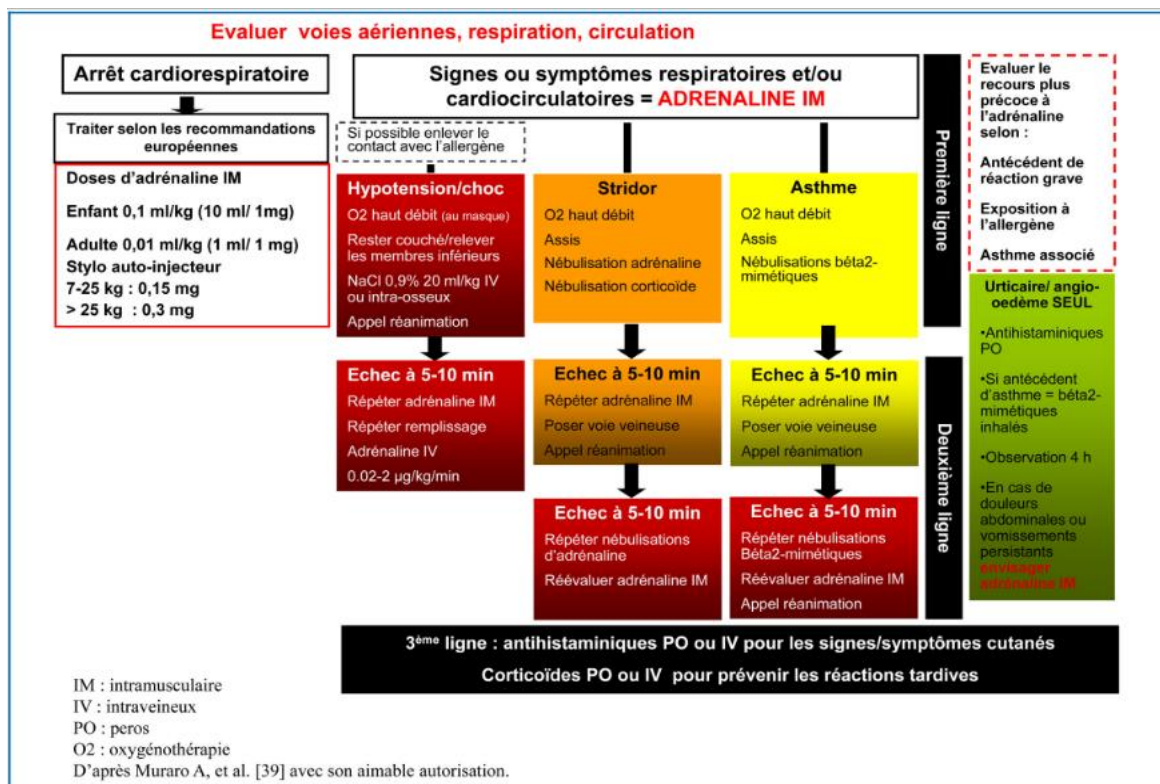 Evaluer voies aériennes, respiration, circulation
Arrêt cardiorespiratoire
Traiter selon les recommandations
européennes
Doses d'adrénaline IM
Enfant 0,1 ml/kg (10 ml/ 1mg)
Adulte 0,01 ml/kg (1 ml/ 1 mg)
Stylo auto-injecteur
7-25 kg : 0,15 mg
> 25 kg : 0,3 mg
Signes ou symptômes respiratoires et/ou
cardiocirculatoires = ADRENALINE IM
Si possible enlever le
contact avec l'allergène
Hypotension/choc
O2 haut débit (au masque)
Rester couché/relever
les membres inférieurs
NaCl 0,9% 20 ml/kg IV
ou intra-osseux
Appel réanimation
Stridor
O2 haut débit
Assis
Nébulisation adrénaline
Nébulisation corticoïde
Asthme
O2 haut débit
Assis
Nébulisations béta2-
mimétiques
Première ligne
Echec à 5-10 min
Répéter adrénaline IM
Répéter remplissage
Adrénaline IV
0.02-2 µg/kg/min
Echec à 5-10 min
Répéter adrénaline IM
Poser voie veineuse
Appel réanimation
Echec à 5-10 min
Répéter adrénaline IM
Poser voie veineuse
Appel réanimation
Echec à 5-10 min
Répéter nébulisations
d'adrénaline
Réévaluer adrénaline IM
Echec à 5-10 min
Répéter nébulisations
Béta2-mimétiques
Réévaluer adrénaline IM
Appel réanimation
Deuxième ligne
Evaluer le
recours plus
précoce à
l'adrénaline
selon :
Antécédent de
réaction grave
Exposition à
l'allergène
Asthme associé
Urticaire/ angio-
oedème SEUL
•Antihistaminiques
PO
•Si antécédent
d'asthme = béta2-
mimétiques
inhalés
•Observation 4 h
•En cas de
douleurs
abdominales ou
vomissements
persistants
envisager
adrénaline IM
3ème ligne : antihistaminiques PO ou IV pour les signes/symptômes cutanés
Corticoïdes PO ou IV pour prévenir les réactions tardives
IM : intramusculaire
IV : intraveineux
PO : peros
O2 : oxygénothérapie
D'après Muraro A, et al. [39] avec son aimable autorisation.